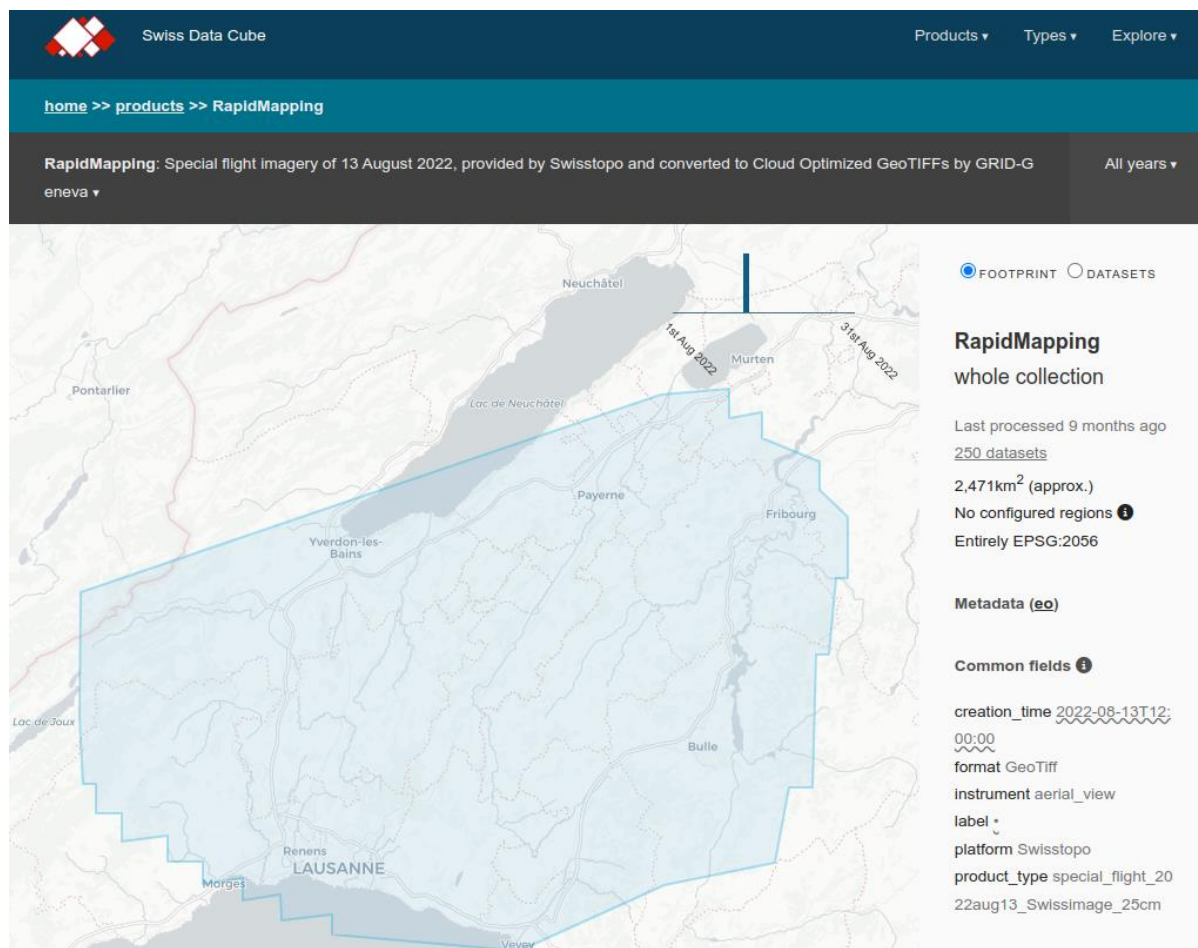 Swiss Data Cube
Products ▾ Types ▾ Explore ▾
home >> products >> RapidMapping
RapidMapping: Special flight imagery of 13 August 2022, provided by Swisstopo and converted to Cloud Optimized GeoTIFFs by GRID-G
eneva ▾
All years ▾
Neuchâtel
1st Aug 2022
31st Aug 2022
Murten
Pontarlier
Lac de Neuchâtel
Payerne
Fribourg
Yverdon-les-
Bains
Lac de Joux
Bulle
Renens
LAUSANNE
Morges
Vevey
FOOTPRINT DATASETS
RapidMapping
whole collection
Last processed 9 months ago
250 datasets
2,471km2 (approx.)
No configured regions
Entirely EPSG:2056
Metadata (eo)
Common fields
creation_time 2022-08-13T12:
00:00
format GeoTiff
instrument aerial_view
label *
platform Swisstopo
product_type special_flight_20
22aug13_Swissimage_25cm